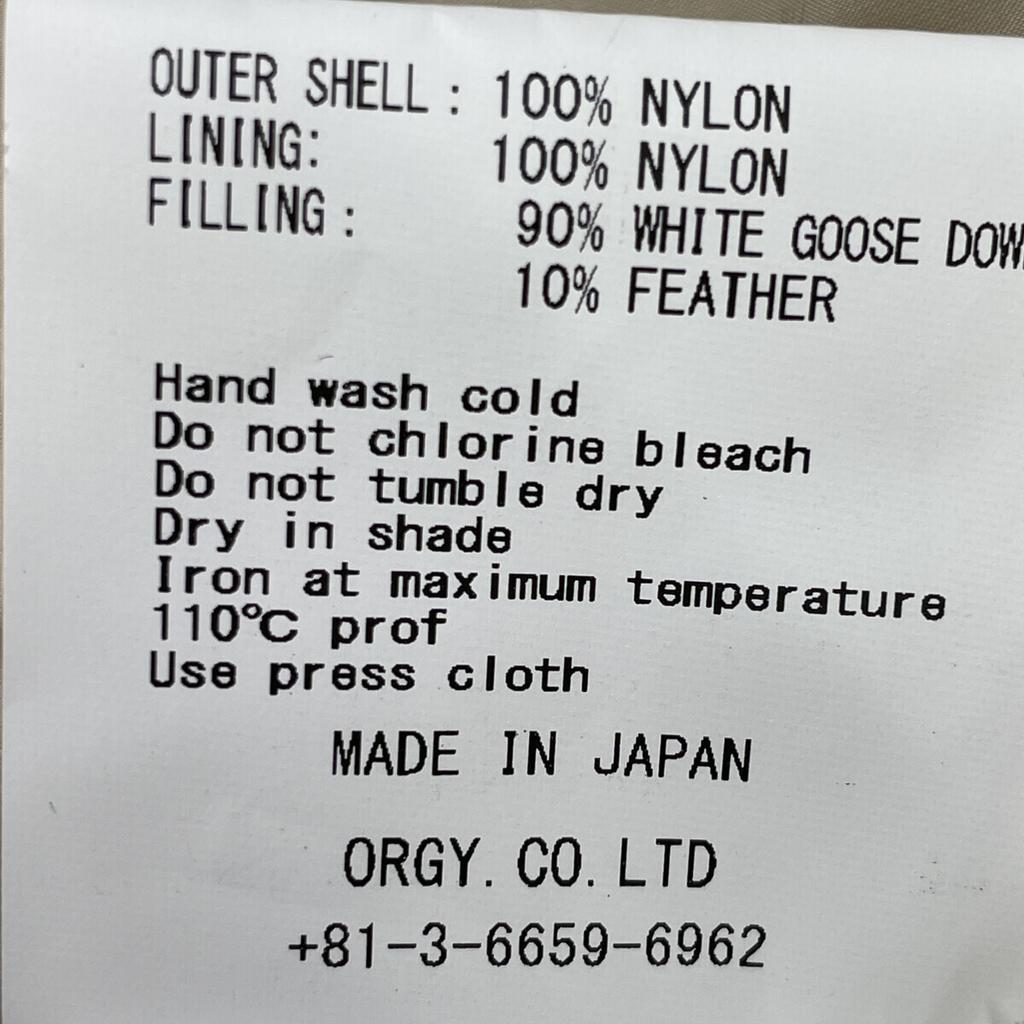 OUTER SHELL : 100% NYLON
LINING: 100% NYLON
FILLING : 90% WHITE GOOSE DOW
10% FEATHER
Hand wash cold
Do not chlorine bleach
Do not tumble dry
Dry in shade
Iron at maximum temperature
110℃ prof
Use press cloth
MADE IN JAPAN
ORGY. CO. LTD
+81-3-6659-6962